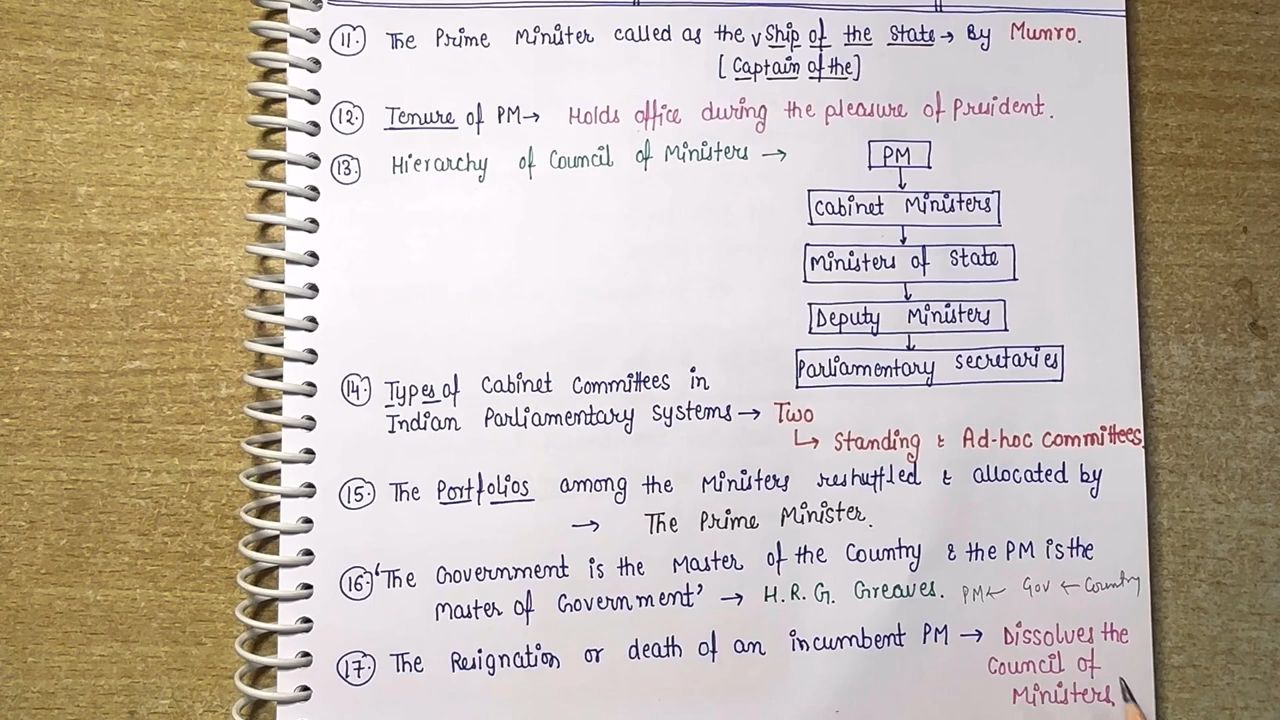 11. The Prime Minister called as the ∨ Ship of the State → By Munro.
[Captain of the]
12. Tenure of PM → Holds office during the pleasure of President.
13. Hierarchy of Council of Ministers →
PM
Cabinet Ministers
Ministers of State
Deputy Ministers
Parliamentary secretaries
14. Types of Cabinet Committees in
Indian Parliamentary systems → Two
↳ Standing & Ad-hoc committees
15. The Portfolios among the Ministers reshuffled & allocated by
→ The Prime Minister.
16. 'The Government is the Master of the Country & the PM is the
Master of Government' → H.R.G. Greaves. PM ← Gov ← Country
17. The Resignation or death of an incumbent PM → Dissolves the
Council of
Ministers.